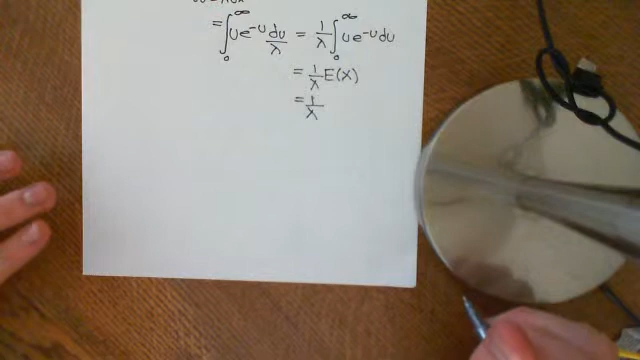 = ∫₀^∞ ue^{-u} du/λ = 1/λ ∫₀^∞ ue^{-u} du
= 1/λ E(X)
= 1/λ